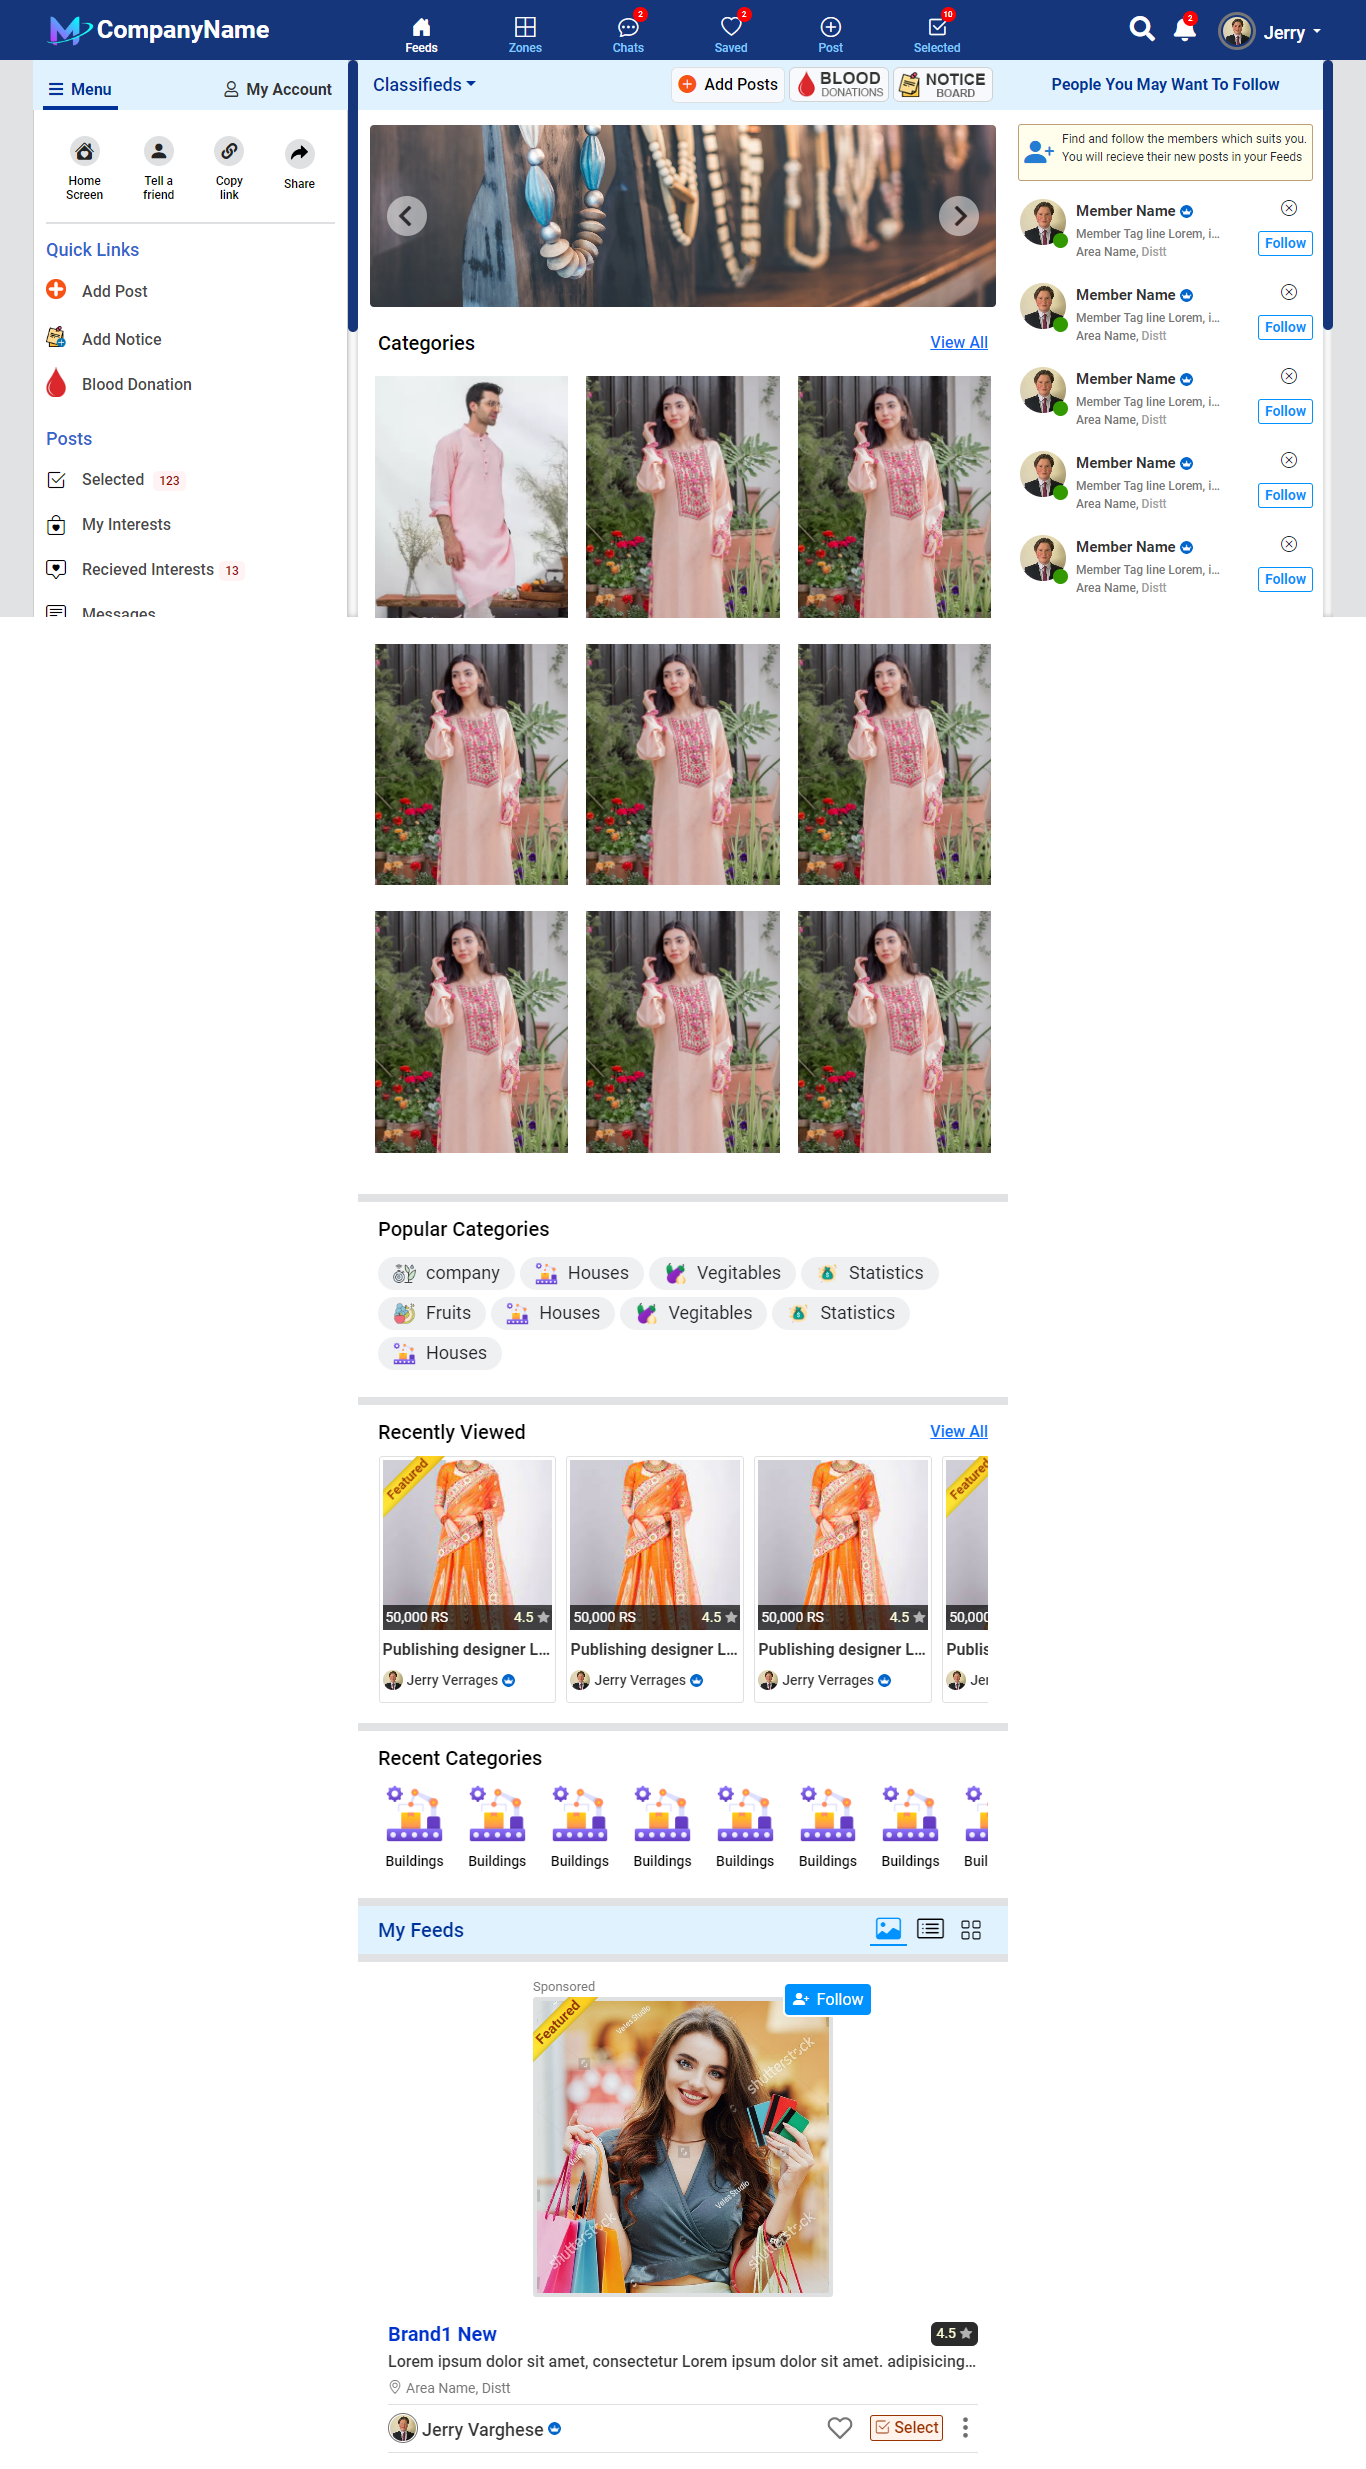 CompanyName
Feeds
Zones
2
Chats
2
Saved
Post
10
Selected
2
Jerry
Menu
My Account
Home Screen
Tell a friend
Copy link
Share
Quick Links
Add Post
Add Notice
Blood Donation
Posts
Selected 123
My Interests
Recieved Interests 13
Messages
Classifieds
Add Posts
BLOOD
DONATIONS
NOTICE
BOARD
Categories
View All
Popular Categories
company
Houses
Vegitables
Statistics
Fruits
Houses
Vegitables
Statistics
Houses
Recently Viewed
View All
Featured
50,000 RS 4.5
Publishing designer L...
Jerry Verrages
50,000 RS 4.5
Publishing designer L...
Jerry Verrages
50,000 RS 4.5
Publishing designer L...
Jerry Verrages
Featured
50,000
Publis
Jer
Recent Categories
Buildings
Buildings
Buildings
Buildings
Buildings
Buildings
Buildings
Buil
My Feeds
Sponsored
Follow
Featured
VelesStudio
shutterstock
VelesStudio
VelesStudio
shutterstock
shutterstock
Brand1 New
4.5
Lorem ipsum dolor sit amet, consectetur Lorem ipsum dolor sit amet. adipisicing...
Area Name, Distt
Jerry Varghese
Select
People You May Want To Follow
Find and follow the members which suits you.
You will recieve their new posts in your Feeds
Member Name
Member Tag line Lorem, i...
Area Name, Distt
Follow
Member Name
Member Tag line Lorem, i...
Area Name, Distt
Follow
Member Name
Member Tag line Lorem, i...
Area Name, Distt
Follow
Member Name
Member Tag line Lorem, i...
Area Name, Distt
Follow
Member Name
Member Tag line Lorem, i...
Area Name, Distt
Follow